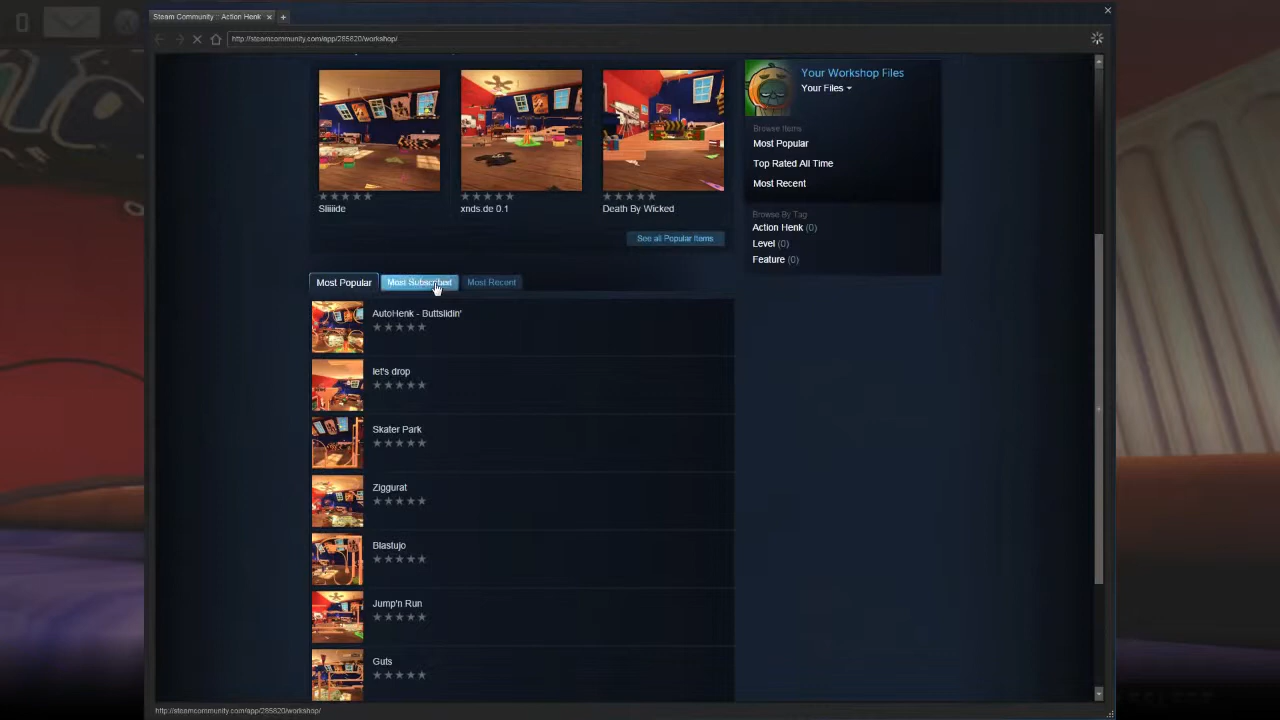 Steam Community :: Action Henk
http://steamcommunity.com/app/285820/workshop/
Your Workshop Files
Your Files
Browse Items
Most Popular
Top Rated All Time
Most Recent
Browse By Tag
Action Henk (0)
Level (0)
Feature (0)
Sliiiide
xnds.de 0.1
Death By Wicked
See all Popular Items
Most Popular
Most Subscribed
Most Recent
AutoHenk - Buttslidin'
let's drop
Skater Park
Ziggurat
Blastujo
Jump'n Run
Guts
http://steamcommunity.com/app/285820/workshop/